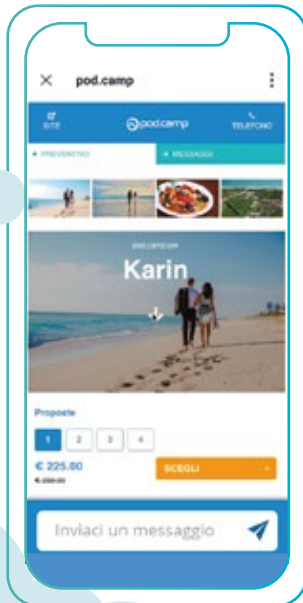 pod.camp
SITE
podcamp
TELEFONO
PREVENTIVO
MESSAGGI
Karin
Proposte
1 2 3 4
€ 225.00
SCEGLI
Inviaci un messaggio